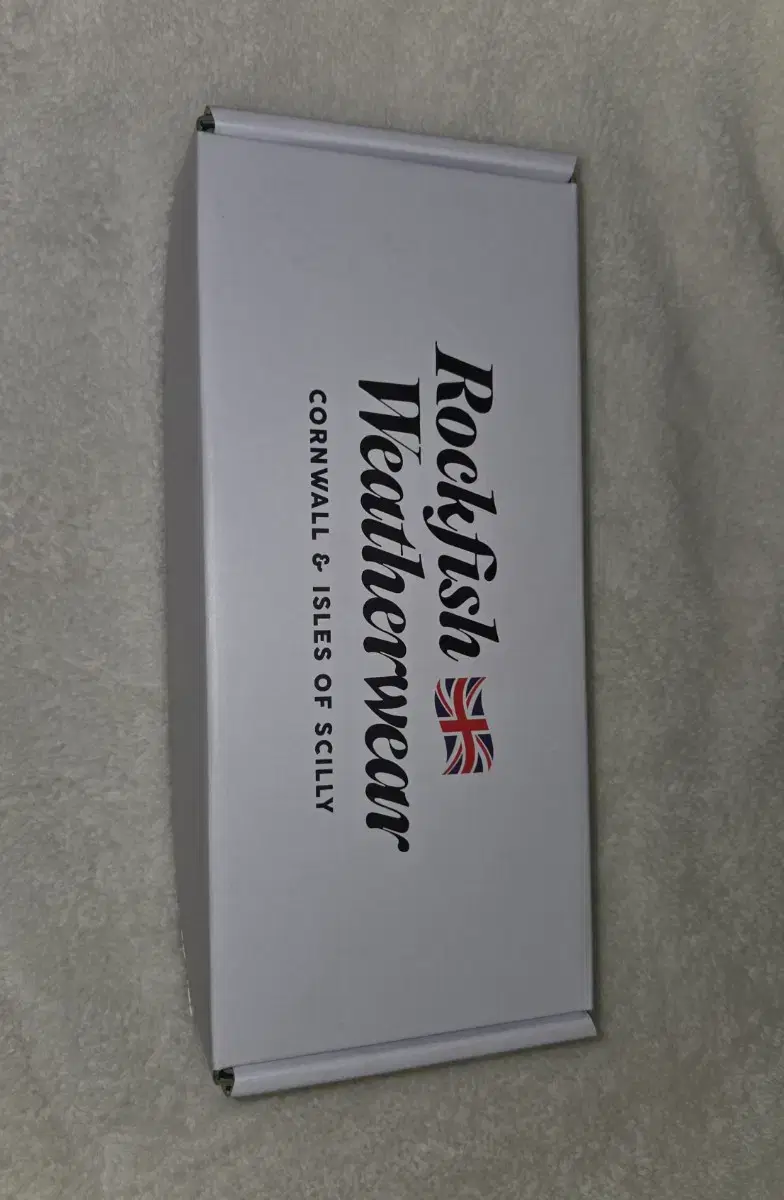 Rockfish
Weatherwear
CORNWALL & ISLES OF SCILLY